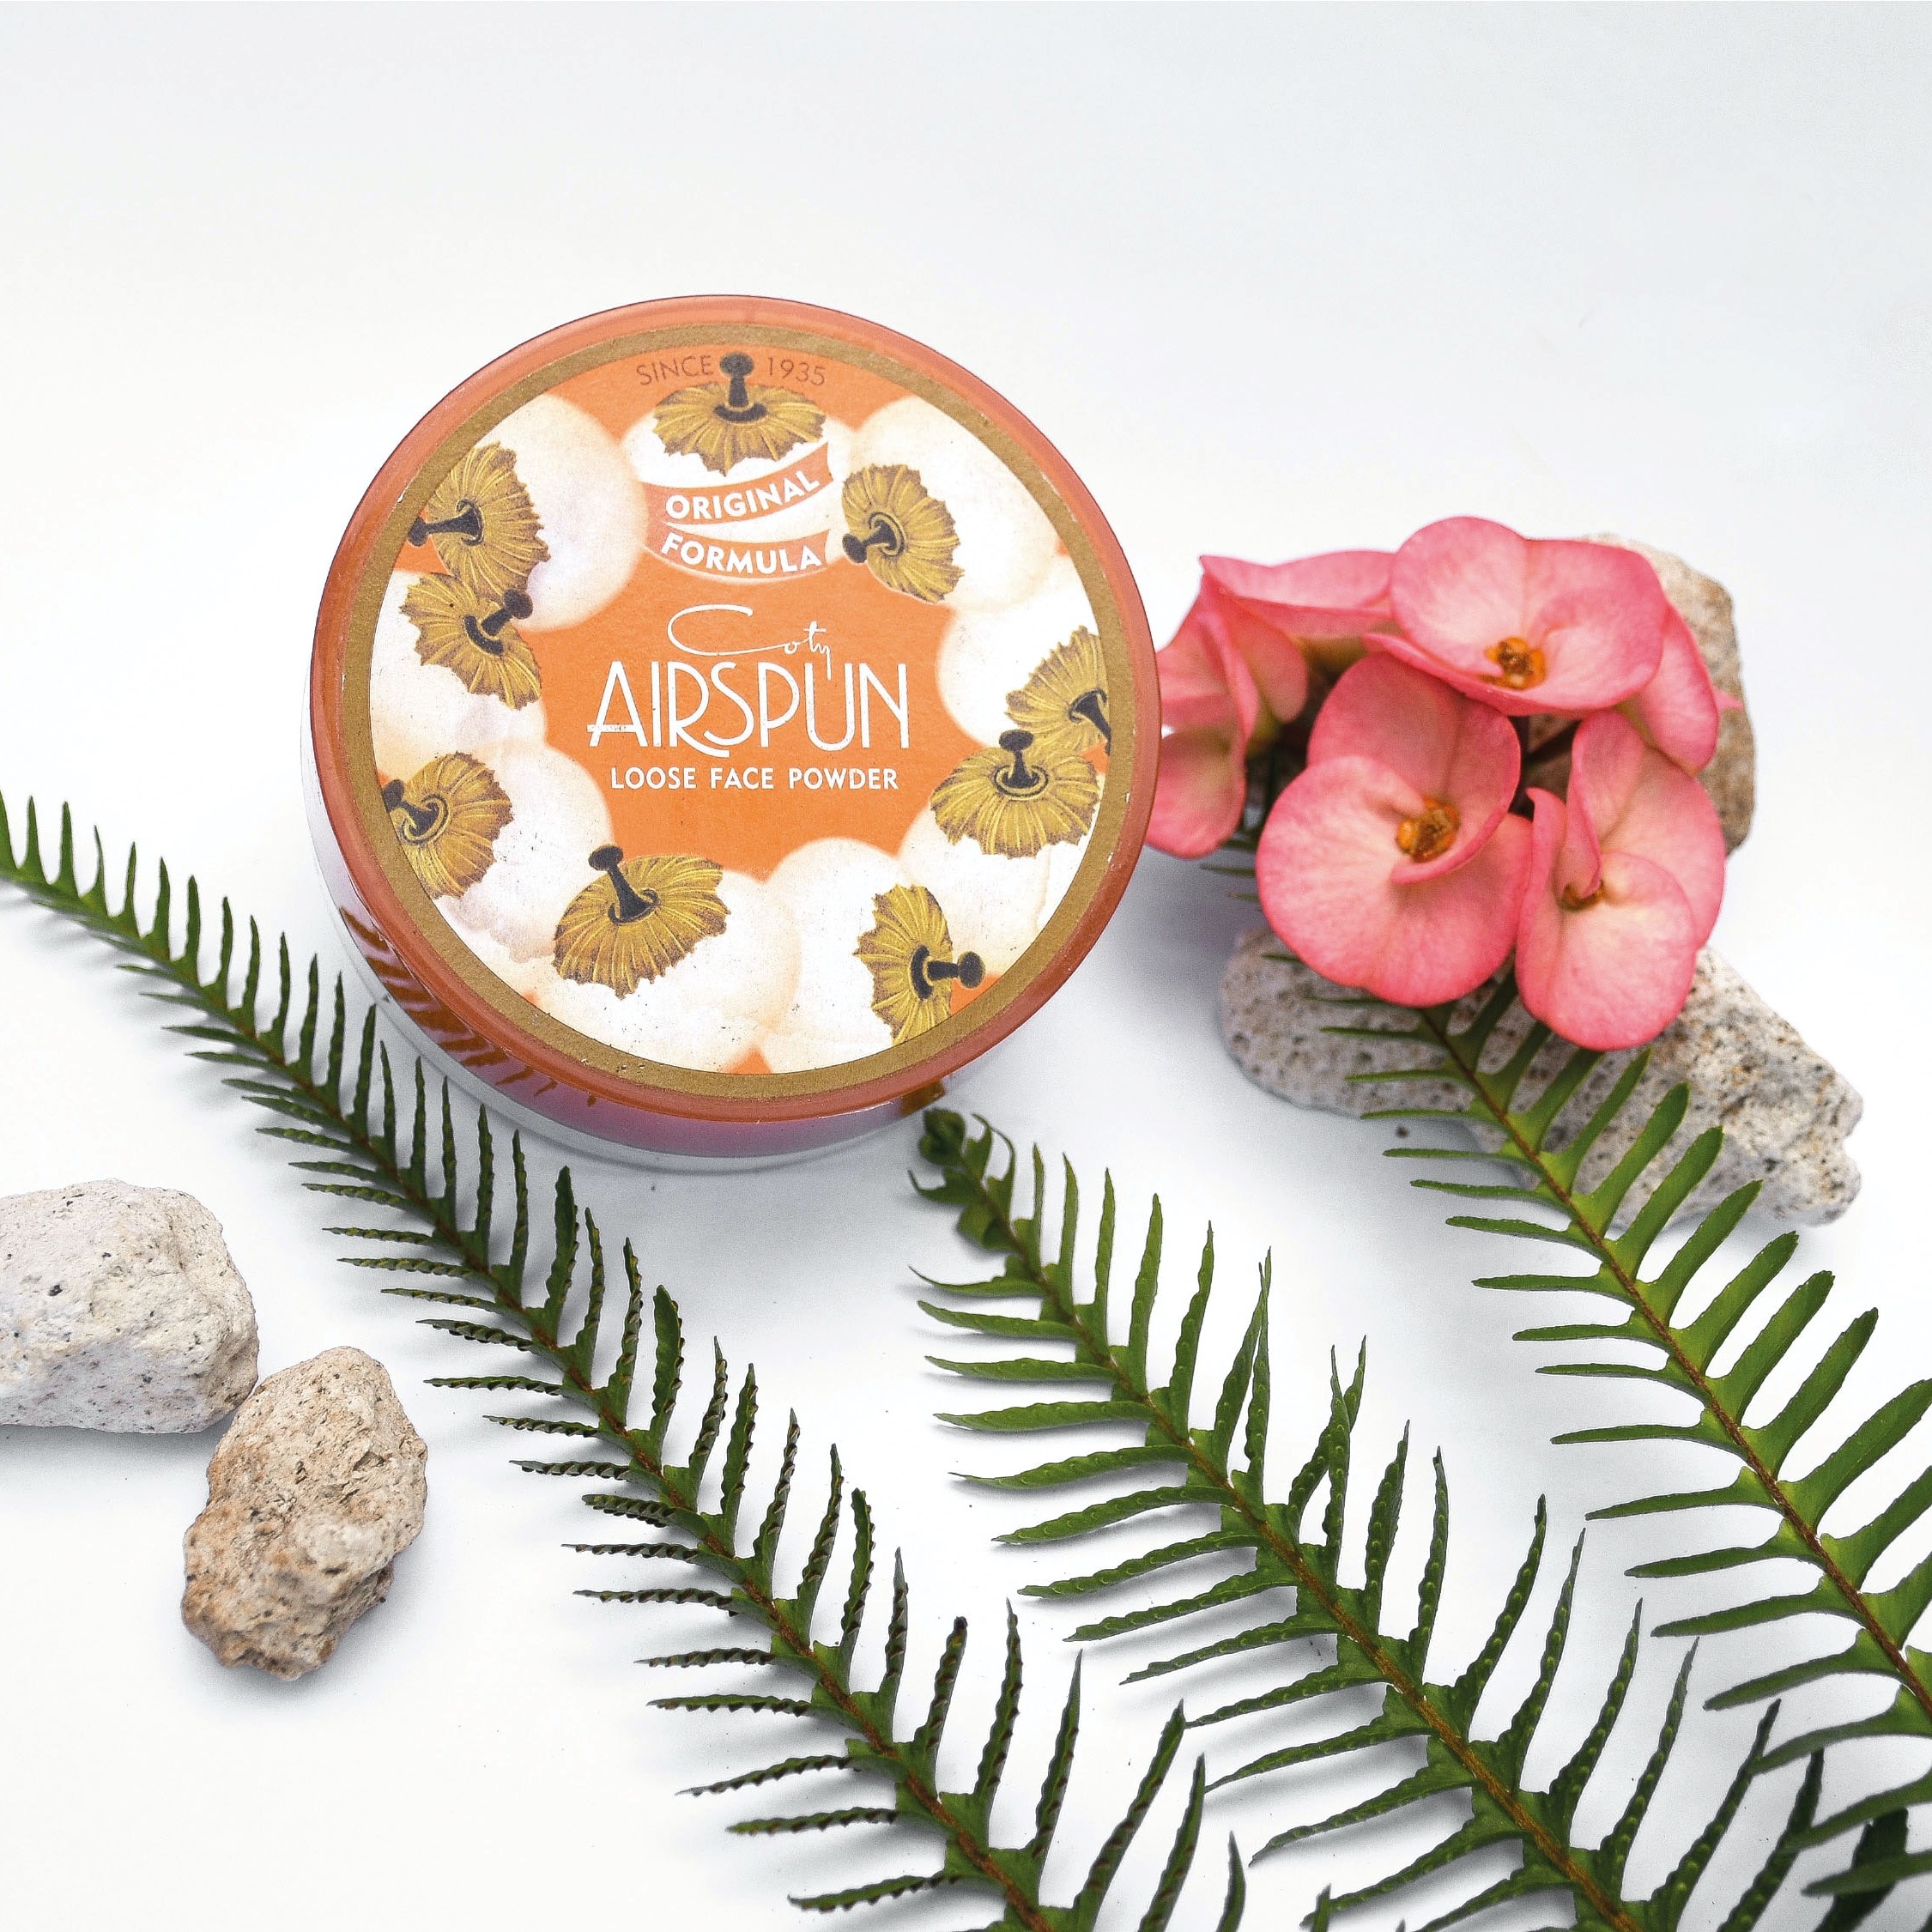 SINCE 1935
ORIGINAL
FORMULA
Coty
AIRSPUN
LOOSE FACE POWDER